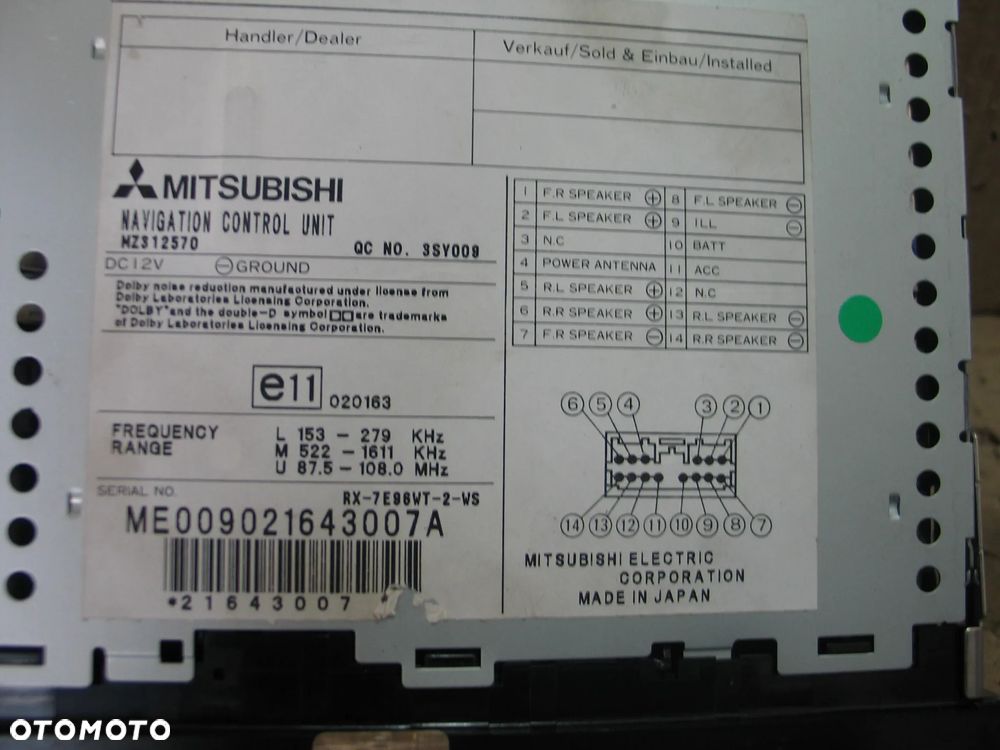 Handler/Dealer
Verkauf/Sold & Einbau/Installed
MITSUBISHI
NAVIGATION CONTROL UNIT
MZ312570 QC NO. 3SY009
DC12V ⊖GROUND
Dolby noise reduction manufactured under license from
Dolby Laboratories Licensing Corporation.
"DOLBY" and the double-D symbol are trademarks
of Dolby Laboratories Licensing Corporation.
e11 020163
FREQUENCY RANGE
L 153 - 279 KHz
M 522 - 1611 KHz
U 87.5 - 108.0 MHz
SERIAL NO. RX-7E96WT-2-WS
ME009021643007A
*21643007
1 F.R SPEAKER ⊕ 8 F.L SPEAKER ⊖
2 F.L SPEAKER ⊕ 9 ILL ⊖
3 N.C 10 BATT
4 POWER ANTENNA 11 ACC
5 R.L SPEAKER ⊕ 12 N.C
6 R.R SPEAKER ⊕ 13 R.L SPEAKER ⊖
7 F.R SPEAKER ⊖ 14 R.R SPEAKER ⊖
6 5 4 3 2 1
14 13 12 11 10 9 8 7
MITSUBISHI ELECTRIC
CORPORATION
MADE IN JAPAN
OTOMOTO